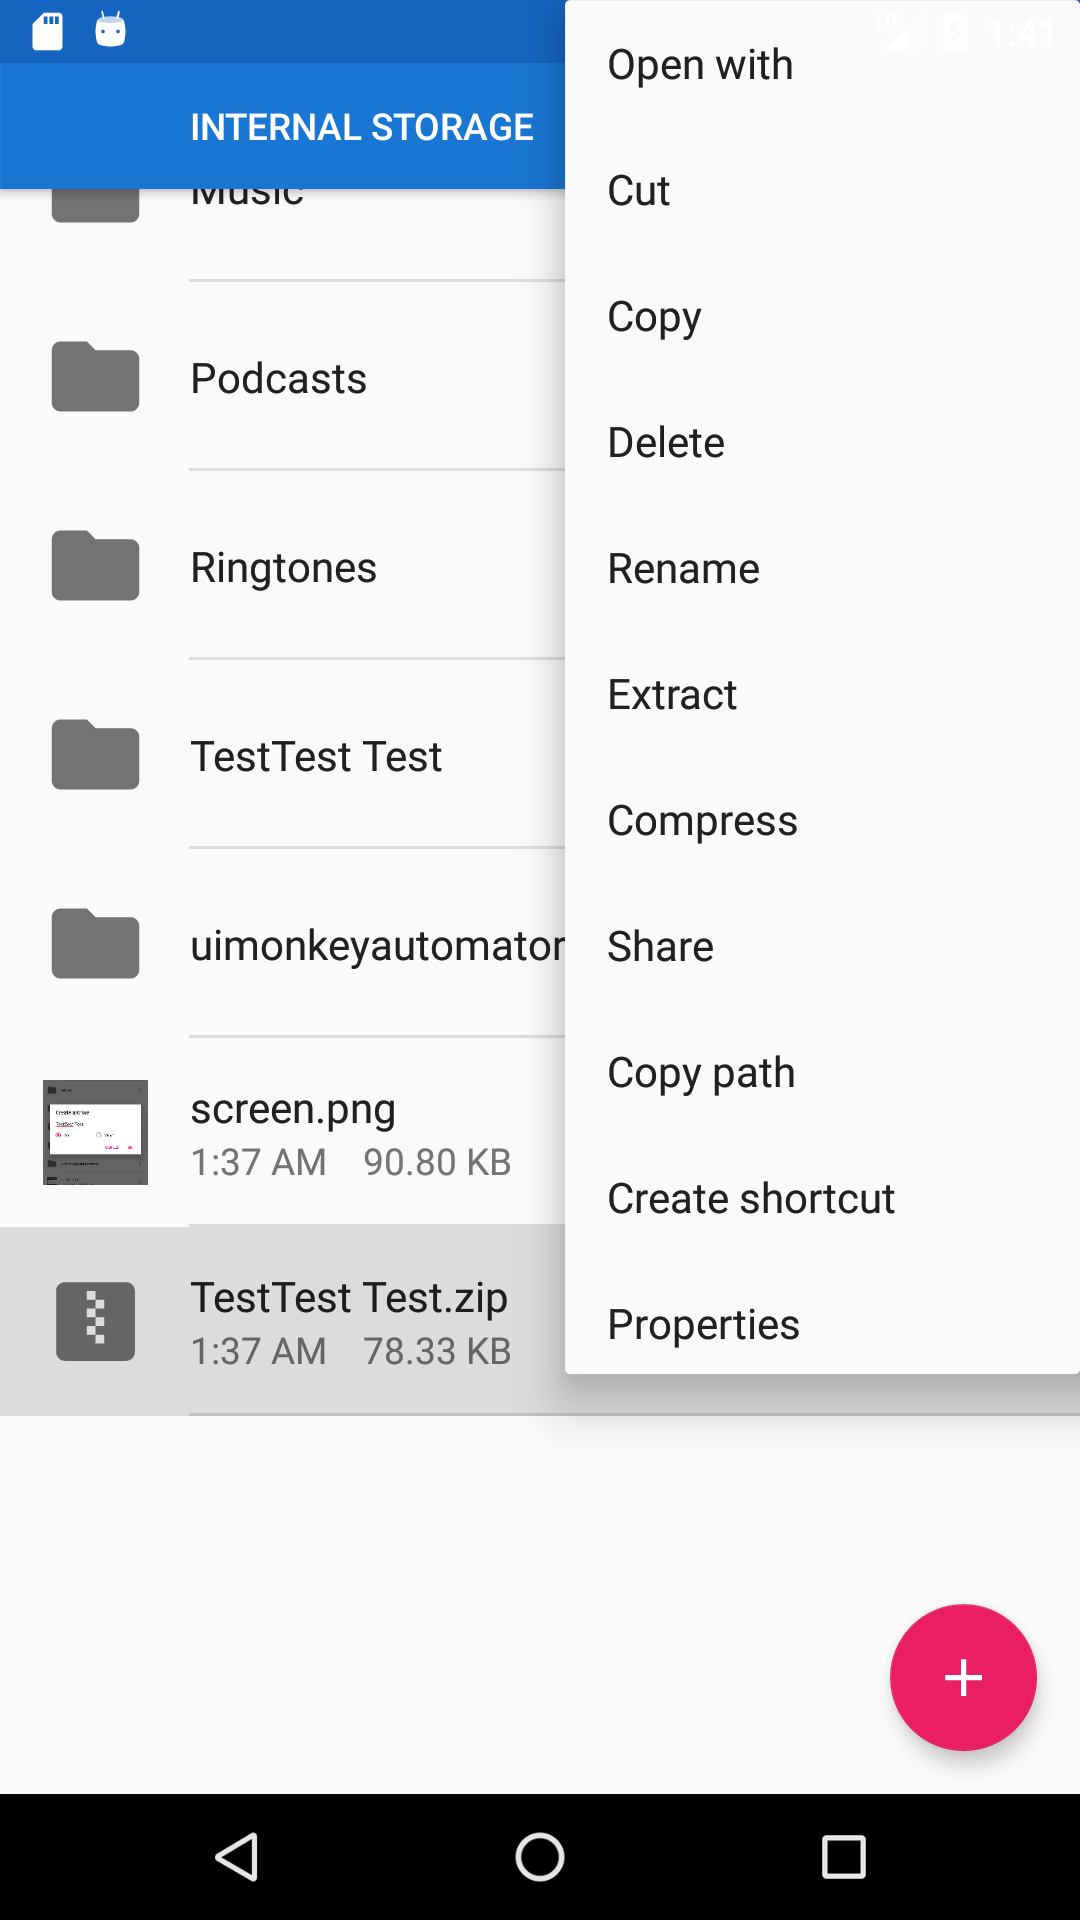 LTE 1:41
INTERNAL STORAGE
Music
Podcasts
Ringtones
TestTest Test
uimonkeyautomator
screen.png
1:37 AM 90.80 KB
TestTest Test.zip
1:37 AM 78.33 KB
Open with
Cut
Copy
Delete
Rename
Extract
Compress
Share
Copy path
Create shortcut
Properties